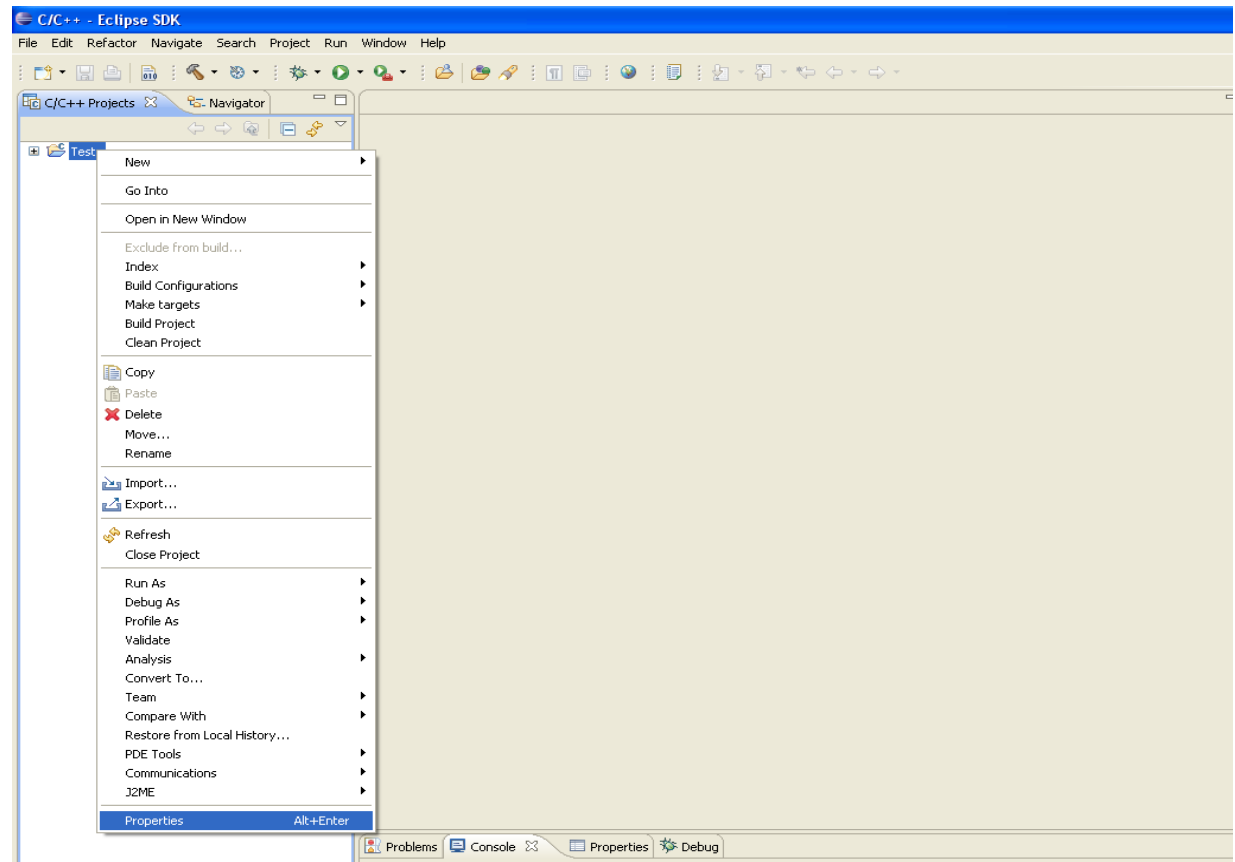 C/C++ - Eclipse SDK
File Edit Refactor Navigate Search Project Run Window Help
C/C++ Projects Navigator
Test
New
Go Into
Open in New Window
Exclude from build...
Index
Build Configurations
Make targets
Build Project
Clean Project
Copy
Paste
Delete
Move...
Rename
Import...
Export...
Refresh
Close Project
Run As
Debug As
Profile As
Validate
Analysis
Convert To...
Team
Compare With
Restore from Local History...
PDE Tools
Communications
J2ME
Properties Alt+Enter
Problems Console Properties Debug